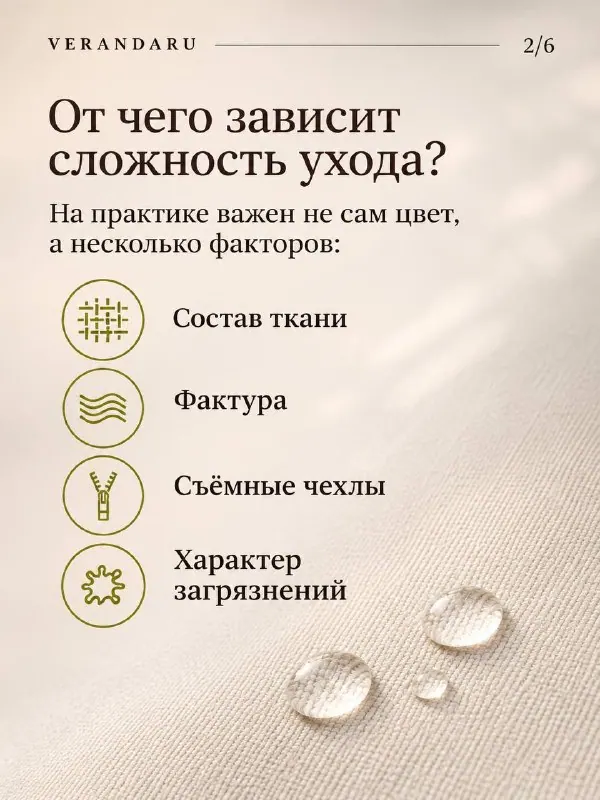 VERANDARU
2/6
От чего зависит
сложность ухода?
На практике важен не сам цвет,
а несколько факторов:
Состав ткани
Фактура
Съёмные чехлы
Характер
загрязнений